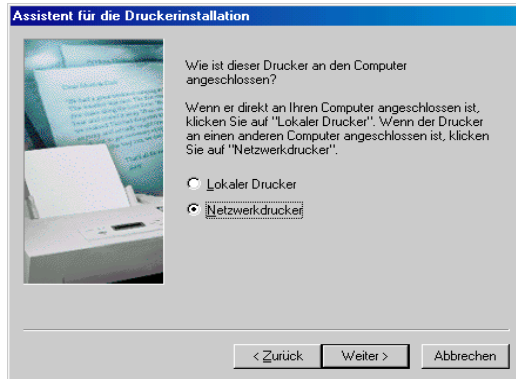 Assistent für die Druckerinstallation
Wie ist dieser Drucker an den Computer
angeschlossen?
Wenn er direkt an Ihren Computer angeschlossen ist,
klicken Sie auf "Lokaler Drucker". Wenn der Drucker
an einen anderen Computer angeschlossen ist, klicken
Sie auf "Netzwerkdrucker".
Lokaler Drucker
Netzwerkdrucker
< Zurück
Weiter >
Abbrechen